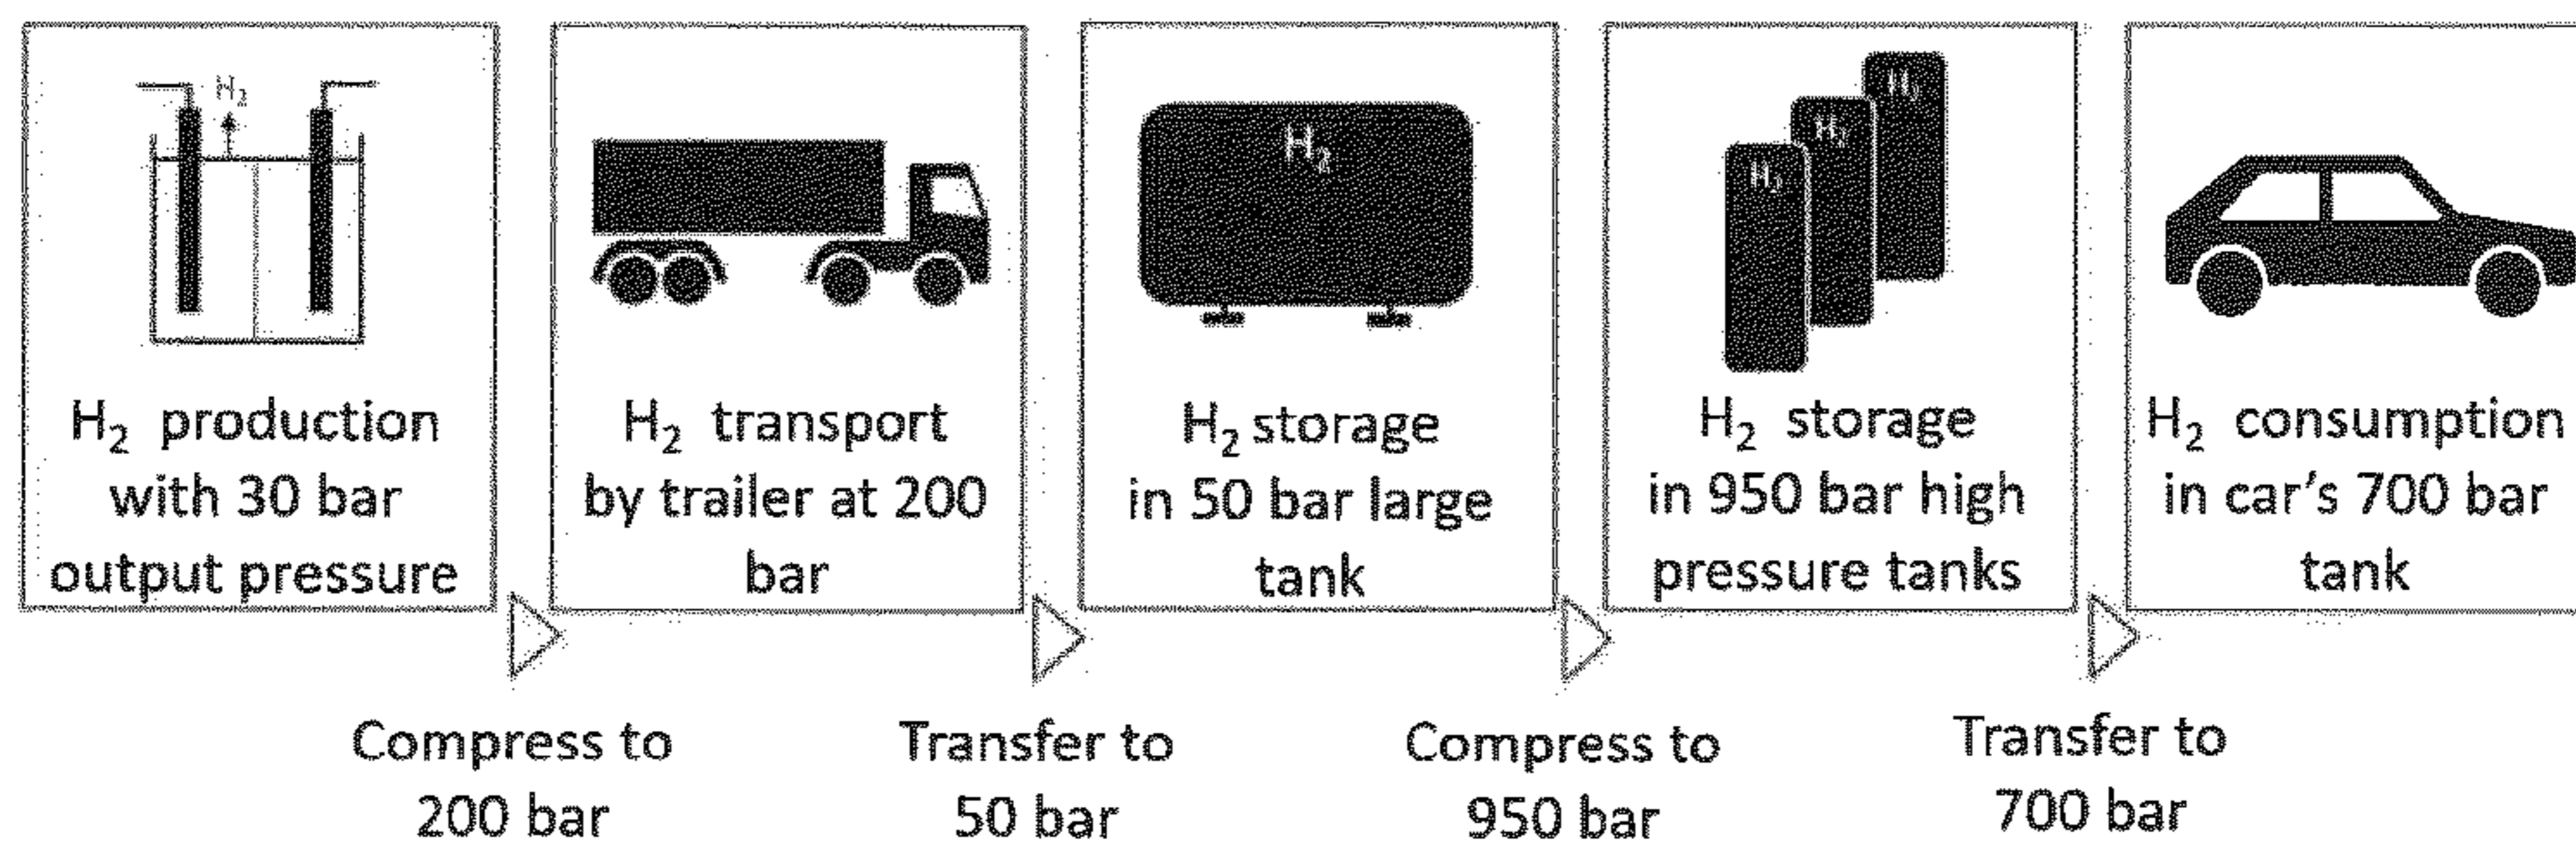 H₂
H₂ production
with 30 bar
output pressure
H₂ transport
by trailer at 200
bar
H₂
H₂ storage
in 50 bar large
tank
H₂
H₂
H₂
H₂ storage
in 950 bar high
pressure tanks
H₂ consumption
in car's 700 bar
tank
Compress to
200 bar
Transfer to
50 bar
Compress to
950 bar
Transfer to
700 bar